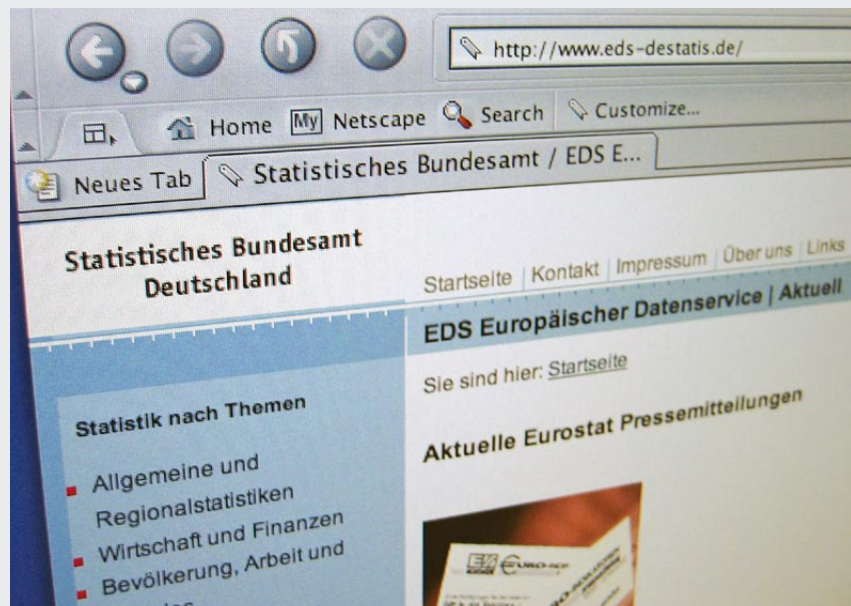 http://www.eds-destatis.de/
Home My Netscape Search Customize...
Neues Tab Statistisches Bundesamt / EDS E...
Statistisches Bundesamt
Deutschland
Startseite | Kontakt | Impressum | Über uns | Links
EDS Europäischer Datenservice | Aktuell
Sie sind hier: Startseite
Statistik nach Themen
Aktuelle Eurostat Pressemitteilungen
Allgemeine und
Regionalstatistiken
Wirtschaft und Finanzen
Bevölkerung, Arbeit und